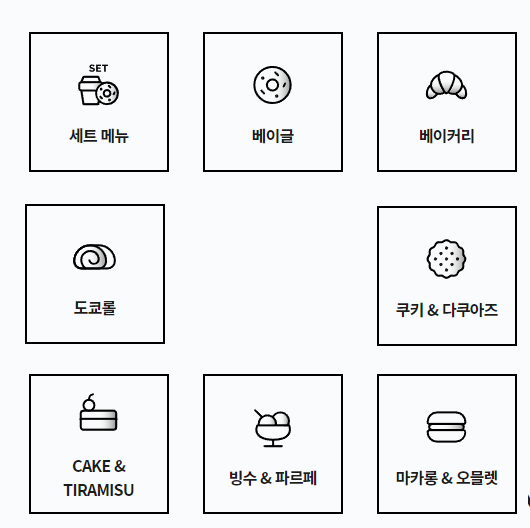 SET
세트 메뉴
베이글
베이커리
도쿄롤
쿠키 & 다쿠아즈
CAKE &
TIRAMISU
빙수 & 파르페
마카롱 & 오믈렛